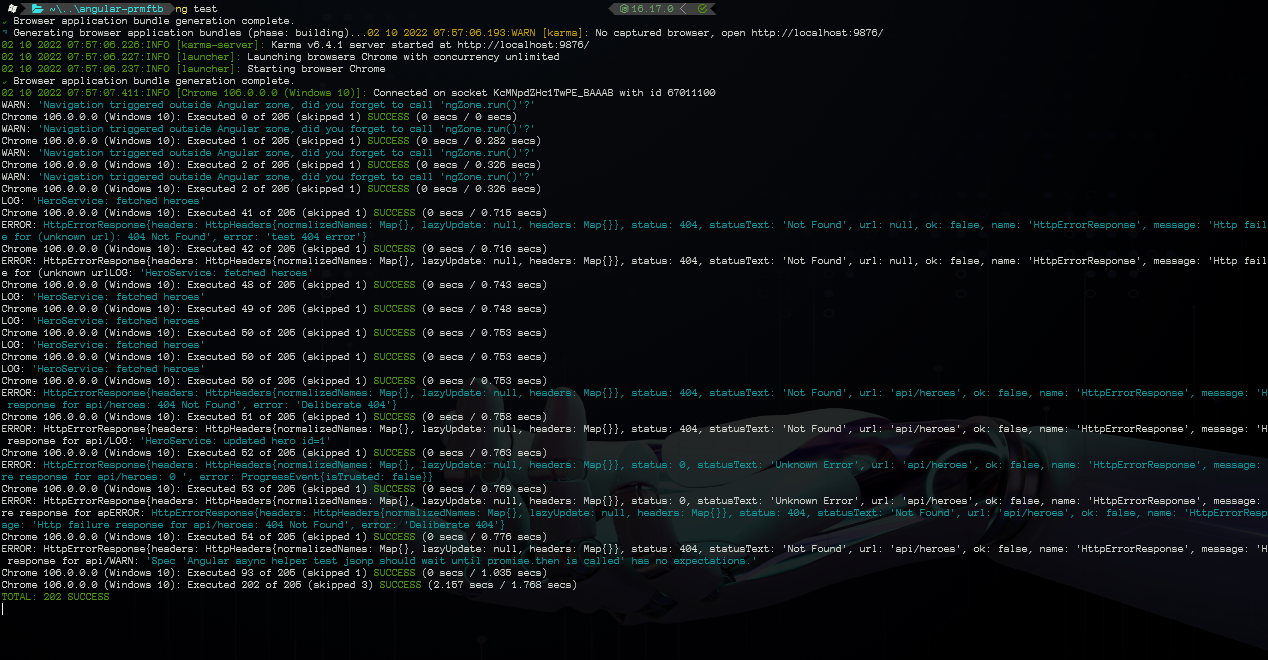 ~\..\angular-prmftb ng test 16.17.0
✓ Browser application bundle generation complete.
Generating browser application bundles (phase: building)...02 10 2022 07:57:06.193:WARN [karma]: No captured browser, open http://localhost:9876/
02 10 2022 07:57:06.226:INFO [karma-server]: Karma v6.4.1 server started at http://localhost:9876/
02 10 2022 07:57:06.227:INFO [launcher]: Launching browsers Chrome with concurrency unlimited
02 10 2022 07:57:06.237:INFO [launcher]: Starting browser Chrome
✓ Browser application bundle generation complete.
02 10 2022 07:57:07.411:INFO [Chrome 106.0.0.0 (Windows 10)]: Connected on socket KcMNpdZHc1TwPE_BAAAB with id 67011100
WARN: 'Navigation triggered outside Angular zone, did you forget to call 'ngZone.run()'?'
Chrome 106.0.0.0 (Windows 10): Executed 0 of 205 (skipped 1) SUCCESS (0 secs / 0 secs)
WARN: 'Navigation triggered outside Angular zone, did you forget to call 'ngZone.run()'?'
Chrome 106.0.0.0 (Windows 10): Executed 1 of 205 (skipped 1) SUCCESS (0 secs / 0.282 secs)
WARN: 'Navigation triggered outside Angular zone, did you forget to call 'ngZone.run()'?'
Chrome 106.0.0.0 (Windows 10): Executed 2 of 205 (skipped 1) SUCCESS (0 secs / 0.326 secs)
WARN: 'Navigation triggered outside Angular zone, did you forget to call 'ngZone.run()'?'
Chrome 106.0.0.0 (Windows 10): Executed 2 of 205 (skipped 1) SUCCESS (0 secs / 0.326 secs)
LOG: 'HeroService: fetched heroes'
Chrome 106.0.0.0 (Windows 10): Executed 41 of 205 (skipped 1) SUCCESS (0 secs / 0.715 secs)
ERROR: HttpErrorResponse{headers: HttpHeaders{normalizedNames: Map{}, lazyUpdate: null, headers: Map{}}, status: 404, statusText: 'Not Found', url: null, ok: false, name: 'HttpErrorResponse', message: 'Http fail
e for (unknown url): 404 Not Found', error: 'test 404 error'}
Chrome 106.0.0.0 (Windows 10): Executed 42 of 205 (skipped 1) SUCCESS (0 secs / 0.716 secs)
ERROR: HttpErrorResponse{headers: HttpHeaders{normalizedNames: Map{}, lazyUpdate: null, headers: Map{}}, status: 404, statusText: 'Not Found', url: null, ok: false, name: 'HttpErrorResponse', message: 'Http fail
e for (unknown urlLOG: 'HeroService: fetched heroes'
Chrome 106.0.0.0 (Windows 10): Executed 48 of 205 (skipped 1) SUCCESS (0 secs / 0.743 secs)
LOG: 'HeroService: fetched heroes'
Chrome 106.0.0.0 (Windows 10): Executed 49 of 205 (skipped 1) SUCCESS (0 secs / 0.748 secs)
LOG: 'HeroService: fetched heroes'
Chrome 106.0.0.0 (Windows 10): Executed 50 of 205 (skipped 1) SUCCESS (0 secs / 0.753 secs)
LOG: 'HeroService: fetched heroes'
Chrome 106.0.0.0 (Windows 10): Executed 50 of 205 (skipped 1) SUCCESS (0 secs / 0.753 secs)
LOG: 'HeroService: fetched heroes'
Chrome 106.0.0.0 (Windows 10): Executed 50 of 205 (skipped 1) SUCCESS (0 secs / 0.753 secs)
ERROR: HttpErrorResponse{headers: HttpHeaders{normalizedNames: Map{}, lazyUpdate: null, headers: Map{}}, status: 404, statusText: 'Not Found', url: 'api/heroes', ok: false, name: 'HttpErrorResponse', message: 'H
response for api/heroes: 404 Not Found', error: 'Deliberate 404'}
Chrome 106.0.0.0 (Windows 10): Executed 51 of 205 (skipped 1) SUCCESS (0 secs / 0.758 secs)
ERROR: HttpErrorResponse{headers: HttpHeaders{normalizedNames: Map{}, lazyUpdate: null, headers: Map{}}, status: 404, statusText: 'Not Found', url: 'api/heroes', ok: false, name: 'HttpErrorResponse', message: 'H
response for api/LOG: 'HeroService: updated hero id=1'
Chrome 106.0.0.0 (Windows 10): Executed 52 of 205 (skipped 1) SUCCESS (0 secs / 0.763 secs)
ERROR: HttpErrorResponse{headers: HttpHeaders{normalizedNames: Map{}, lazyUpdate: null, headers: Map{}}, status: 0, statusText: 'Unknown Error', url: 'api/heroes', ok: false, name: 'HttpErrorResponse', message:
re response for api/heroes: 0 ', error: ProgressEvent{isTrusted: false}}
Chrome 106.0.0.0 (Windows 10): Executed 53 of 205 (skipped 1) SUCCESS (0 secs / 0.769 secs)
ERROR: HttpErrorResponse{headers: HttpHeaders{normalizedNames: Map{}, lazyUpdate: null, headers: Map{}}, status: 0, statusText: 'Unknown Error', url: 'api/heroes', ok: false, name: 'HttpErrorResponse', message:
re response for apERROR: HttpErrorResponse{headers: HttpHeaders{normalizedNames: Map{}, lazyUpdate: null, headers: Map{}}, status: 404, statusText: 'Not Found', url: 'api/heroes', ok: false, name: 'HttpErrorResp
age: 'Http failure response for api/heroes: 404 Not Found', error: 'Deliberate 404'}
Chrome 106.0.0.0 (Windows 10): Executed 54 of 205 (skipped 1) SUCCESS (0 secs / 0.776 secs)
ERROR: HttpErrorResponse{headers: HttpHeaders{normalizedNames: Map{}, lazyUpdate: null, headers: Map{}}, status: 404, statusText: 'Not Found', url: 'api/heroes', ok: false, name: 'HttpErrorResponse', message: 'H
response for api/WARN: 'Spec 'Angular async helper test jsonp should wait until promise.then is called' has no expectations.'
Chrome 106.0.0.0 (Windows 10): Executed 93 of 205 (skipped 1) SUCCESS (0 secs / 1.035 secs)
Chrome 106.0.0.0 (Windows 10): Executed 202 of 205 (skipped 3) SUCCESS (2.157 secs / 1.768 secs)
TOTAL: 202 SUCCESS